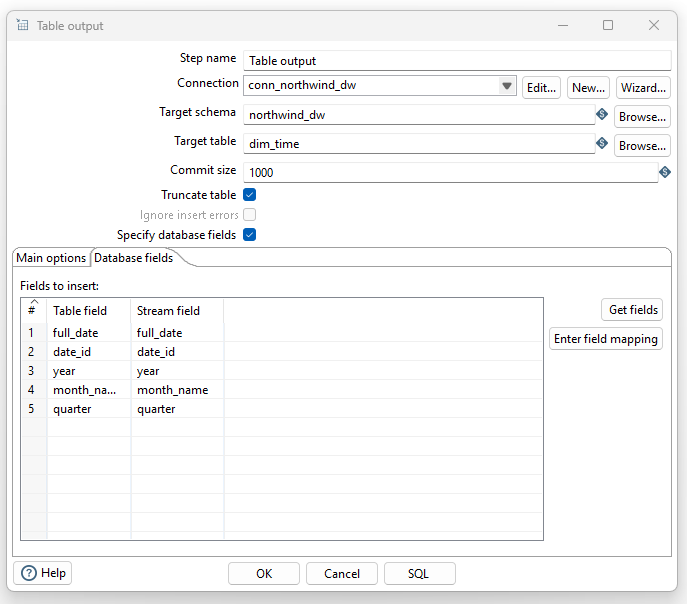 Table output
Step name Table output
Connection conn_northwind_dw Edit... New... Wizard...
Target schema northwind_dw Browse...
Target table dim_time Browse...
Commit size 1000
Truncate table
Ignore insert errors
Specify database fields
Main options Database fields
Fields to insert:
# Table field Stream field
1 full_date full_date
2 date_id date_id
3 year year
4 month_na... month_name
5 quarter quarter
Get fields
Enter field mapping
Help OK Cancel SQL